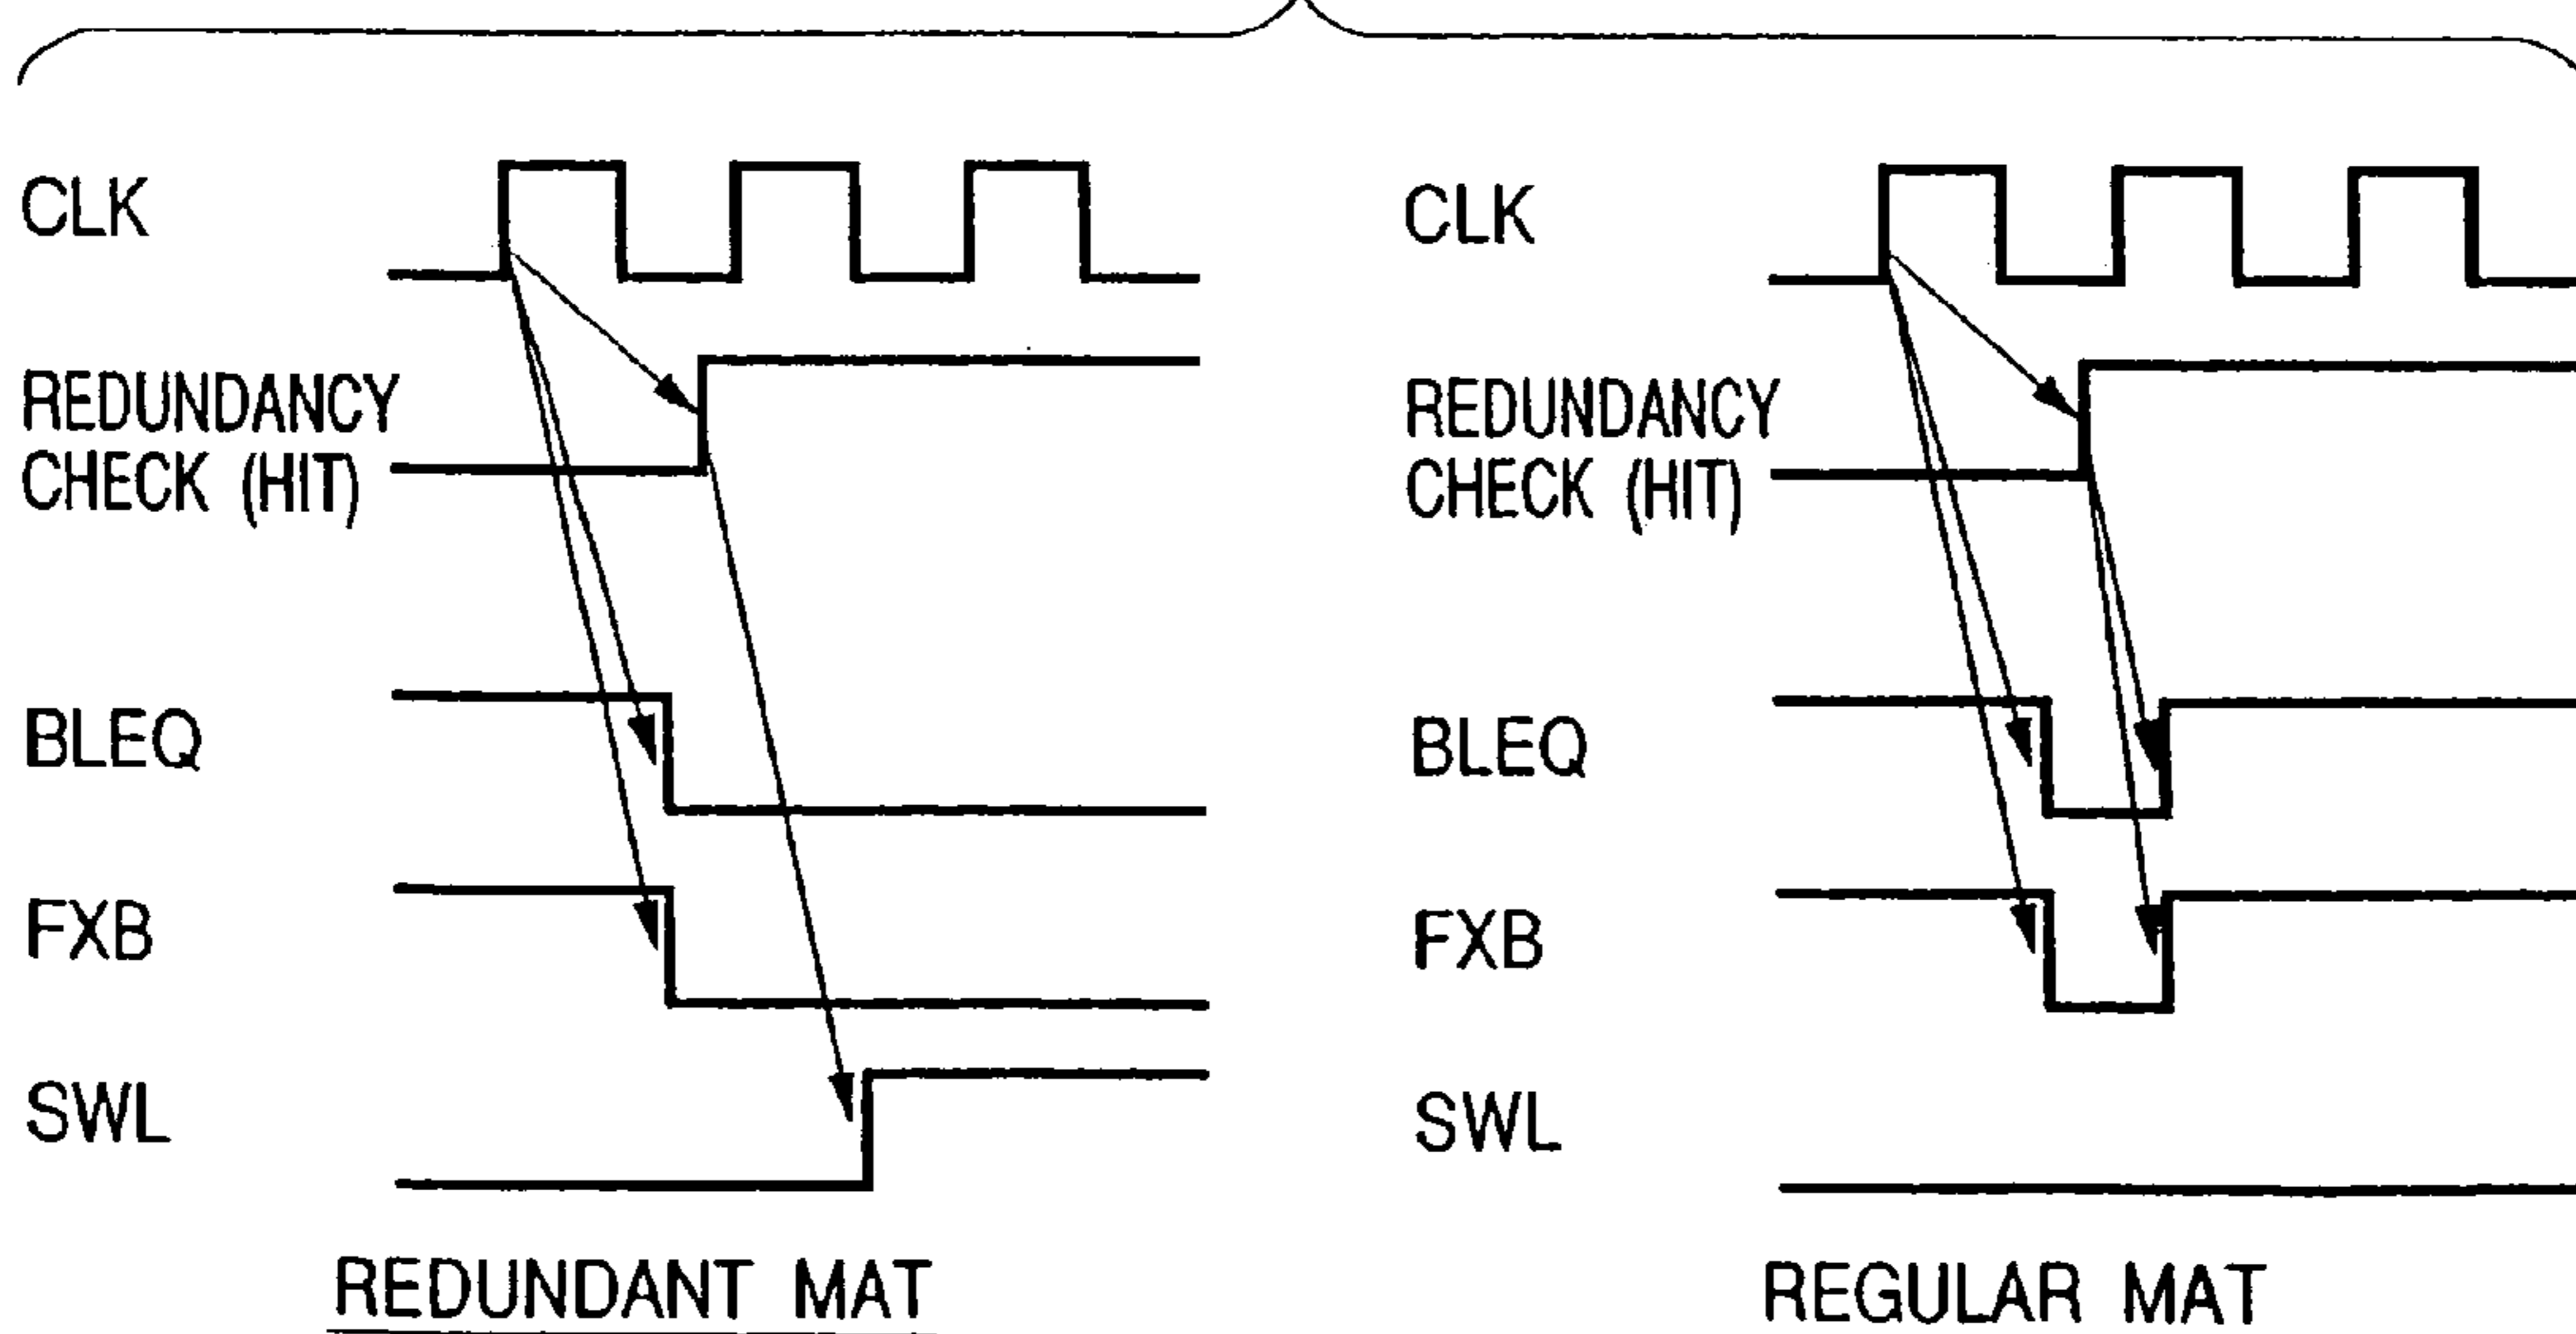 CLK
REDUNDANCY
CHECK (HIT)
BLEQ
FXB
SWL
REDUNDANT MAT
CLK
REDUNDANCY
CHECK (HIT)
BLEQ
FXB
SWL
REGULAR MAT